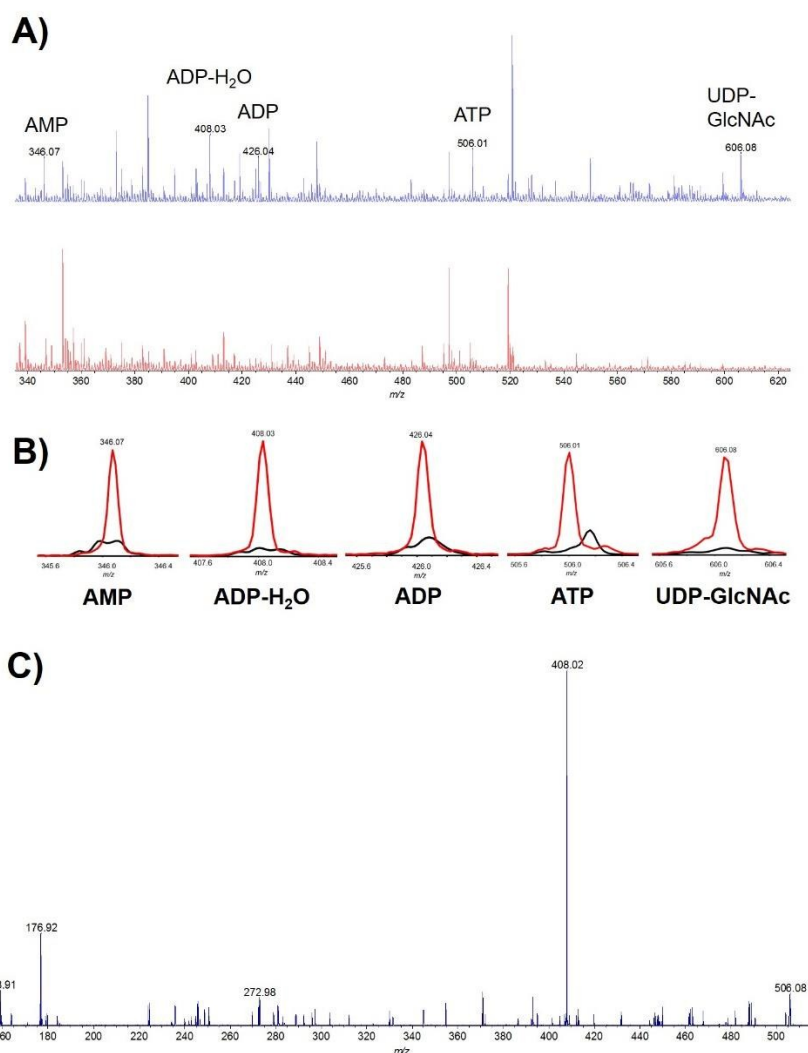 A)
ADP-H₂O
UDP-
GlcNAc
AMP
ADP
ATP
346.07
408.03
426.04
506.01
606.08
340 360 380 400 420 440 460 480 500 520 540 560 580 600 620
m/z
B)
346.07 408.03 426.04 506.01 606.08
345.6 346.0 346.4 407.6 408.0 408.4 425.6 426.0 426.4 505.6 506.0 506.4 605.6 606.0 606.4
m/z m/z m/z m/z m/z
AMP ADP-H₂O ADP ATP UDP-GlcNAc
C)
408.02
176.92
.91
272.98
506.08
60 180 200 220 240 260 280 300 320 340 360 380 400 420 440 460 480 500
m/z